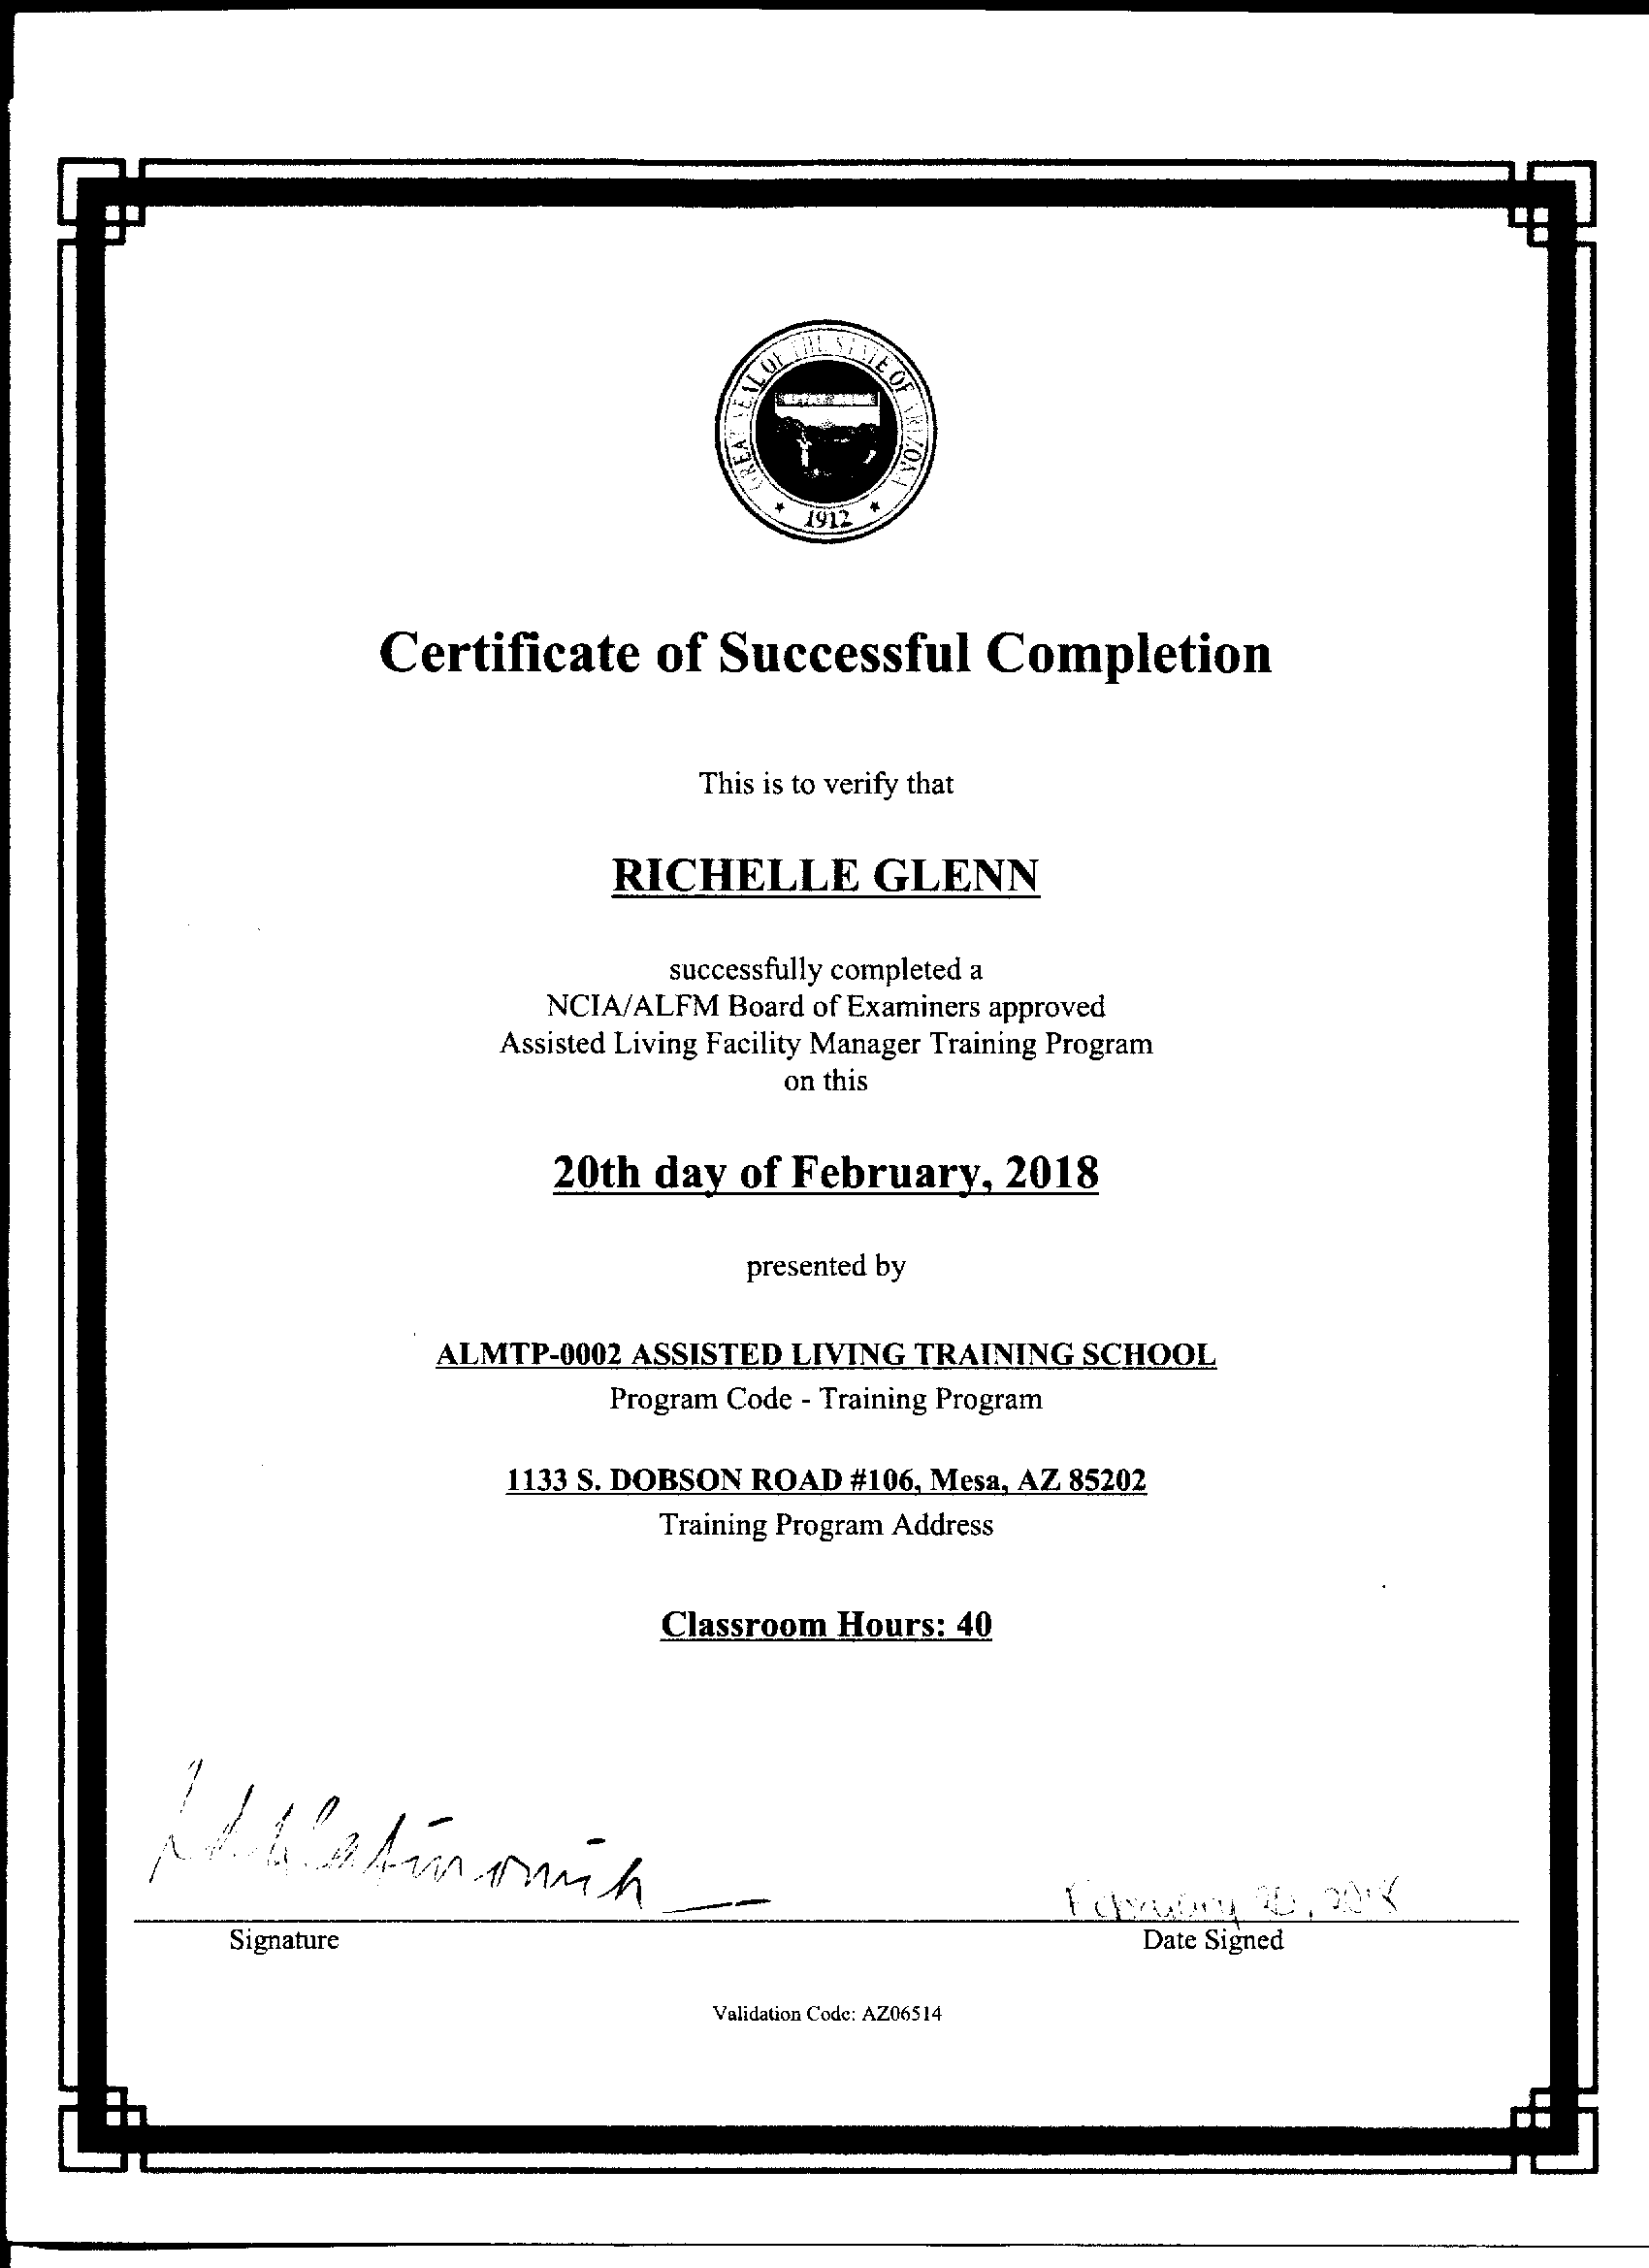 GREAT SEAL OF THE STATE OF ARIZONA
1912
Certificate of Successful Completion
This is to verify that
RICHELLE GLENN
successfully completed a
NCIA/ALFM Board of Examiners approved
Assisted Living Facility Manager Training Program
on this
20th day of February, 2018
presented by
ALMTP-0002 ASSISTED LIVING TRAINING SCHOOL
Program Code - Training Program
1133 S. DOBSON ROAD #106, Mesa, AZ 85202
Training Program Address
Classroom Hours: 40
February 20, 2018
Signature Date Signed
Validation Code: AZ06514